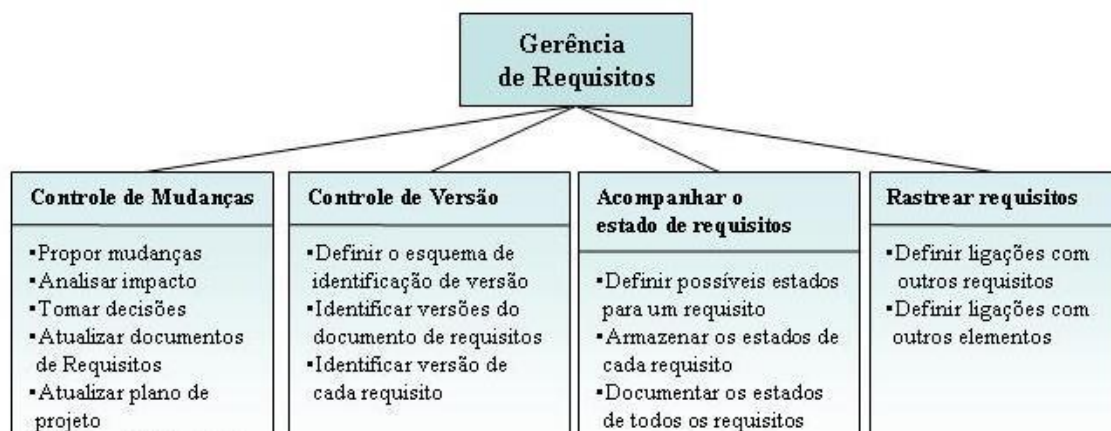 Gerência
de Requisitos
Controle de Mudanças
▪Propor mudanças
▪Analisar impacto
▪Tomar decisões
▪Atualizar documentos
de Requisitos
▪Atualizar plano de
projeto
Controle de Versão
▪Definir o esquema de
identificação de versão
▪Identificar versões do
documento de requisitos
▪Identificar versão de
cada requisito
Acompanhar o
estado de requisitos
▪Definir possíveis estados
para um requisito
▪Armazenar os estados de
cada requisito
▪Documentar os estados
de todos os requisitos
Rastrear requisitos
▪Definir ligações com
outros requisitos
▪Definir ligações com
outros elementos